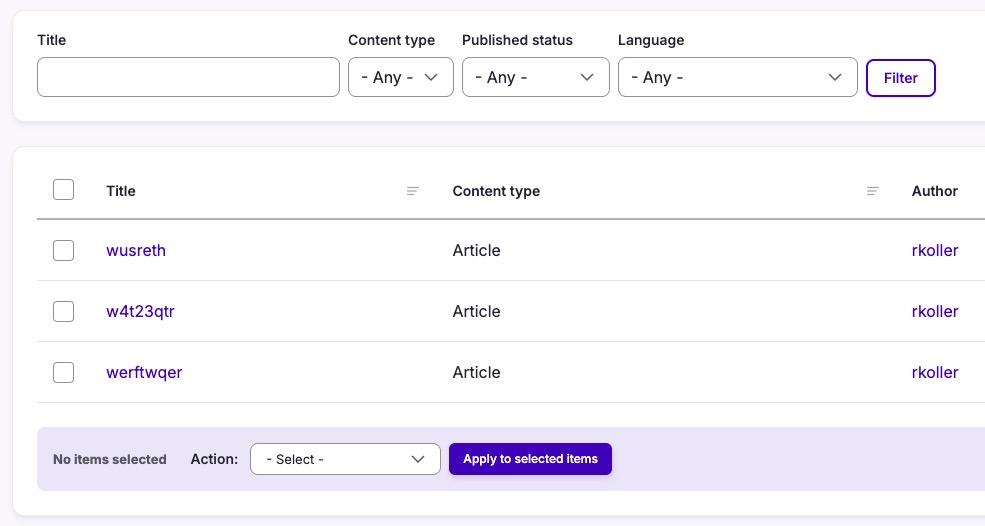 Title Content type Published status Language
- Any - - Any - - Any - Filter
Title Content type Author
wusreth Article rkoller
w4t23qtr Article rkoller
werftwqer Article rkoller
No items selected Action: - Select - Apply to selected items